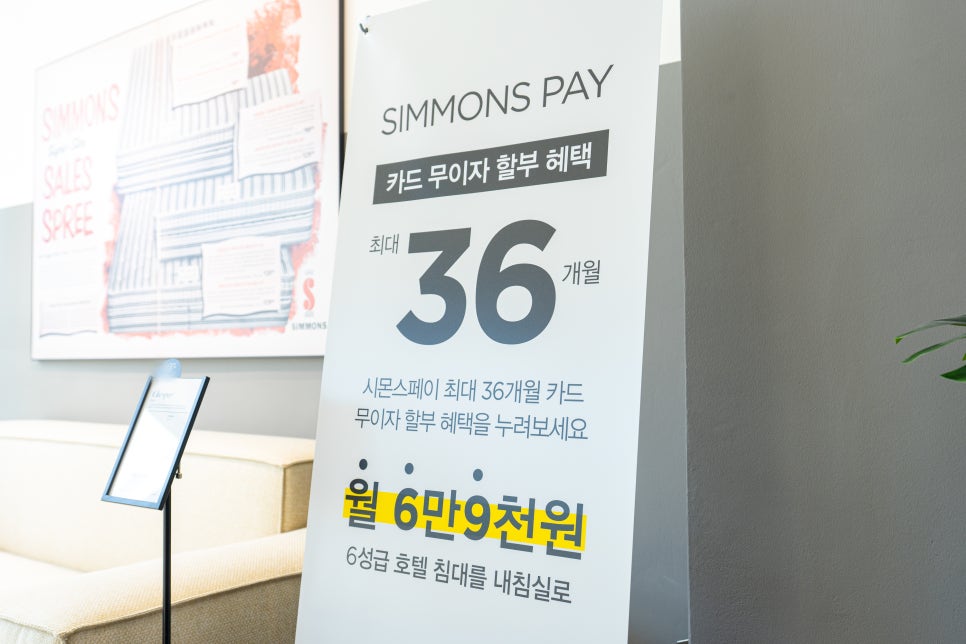 SIMMONS
SALES
SPREE
SIMMONS
SIMMONS PAY
카드 무이자 할부 혜택
최대 36 개월
시몬스페이 최대 36개월 카드
무이자 할부 혜택을 누려보세요
월 6만9천원
6성급 호텔 침대를 내침실로